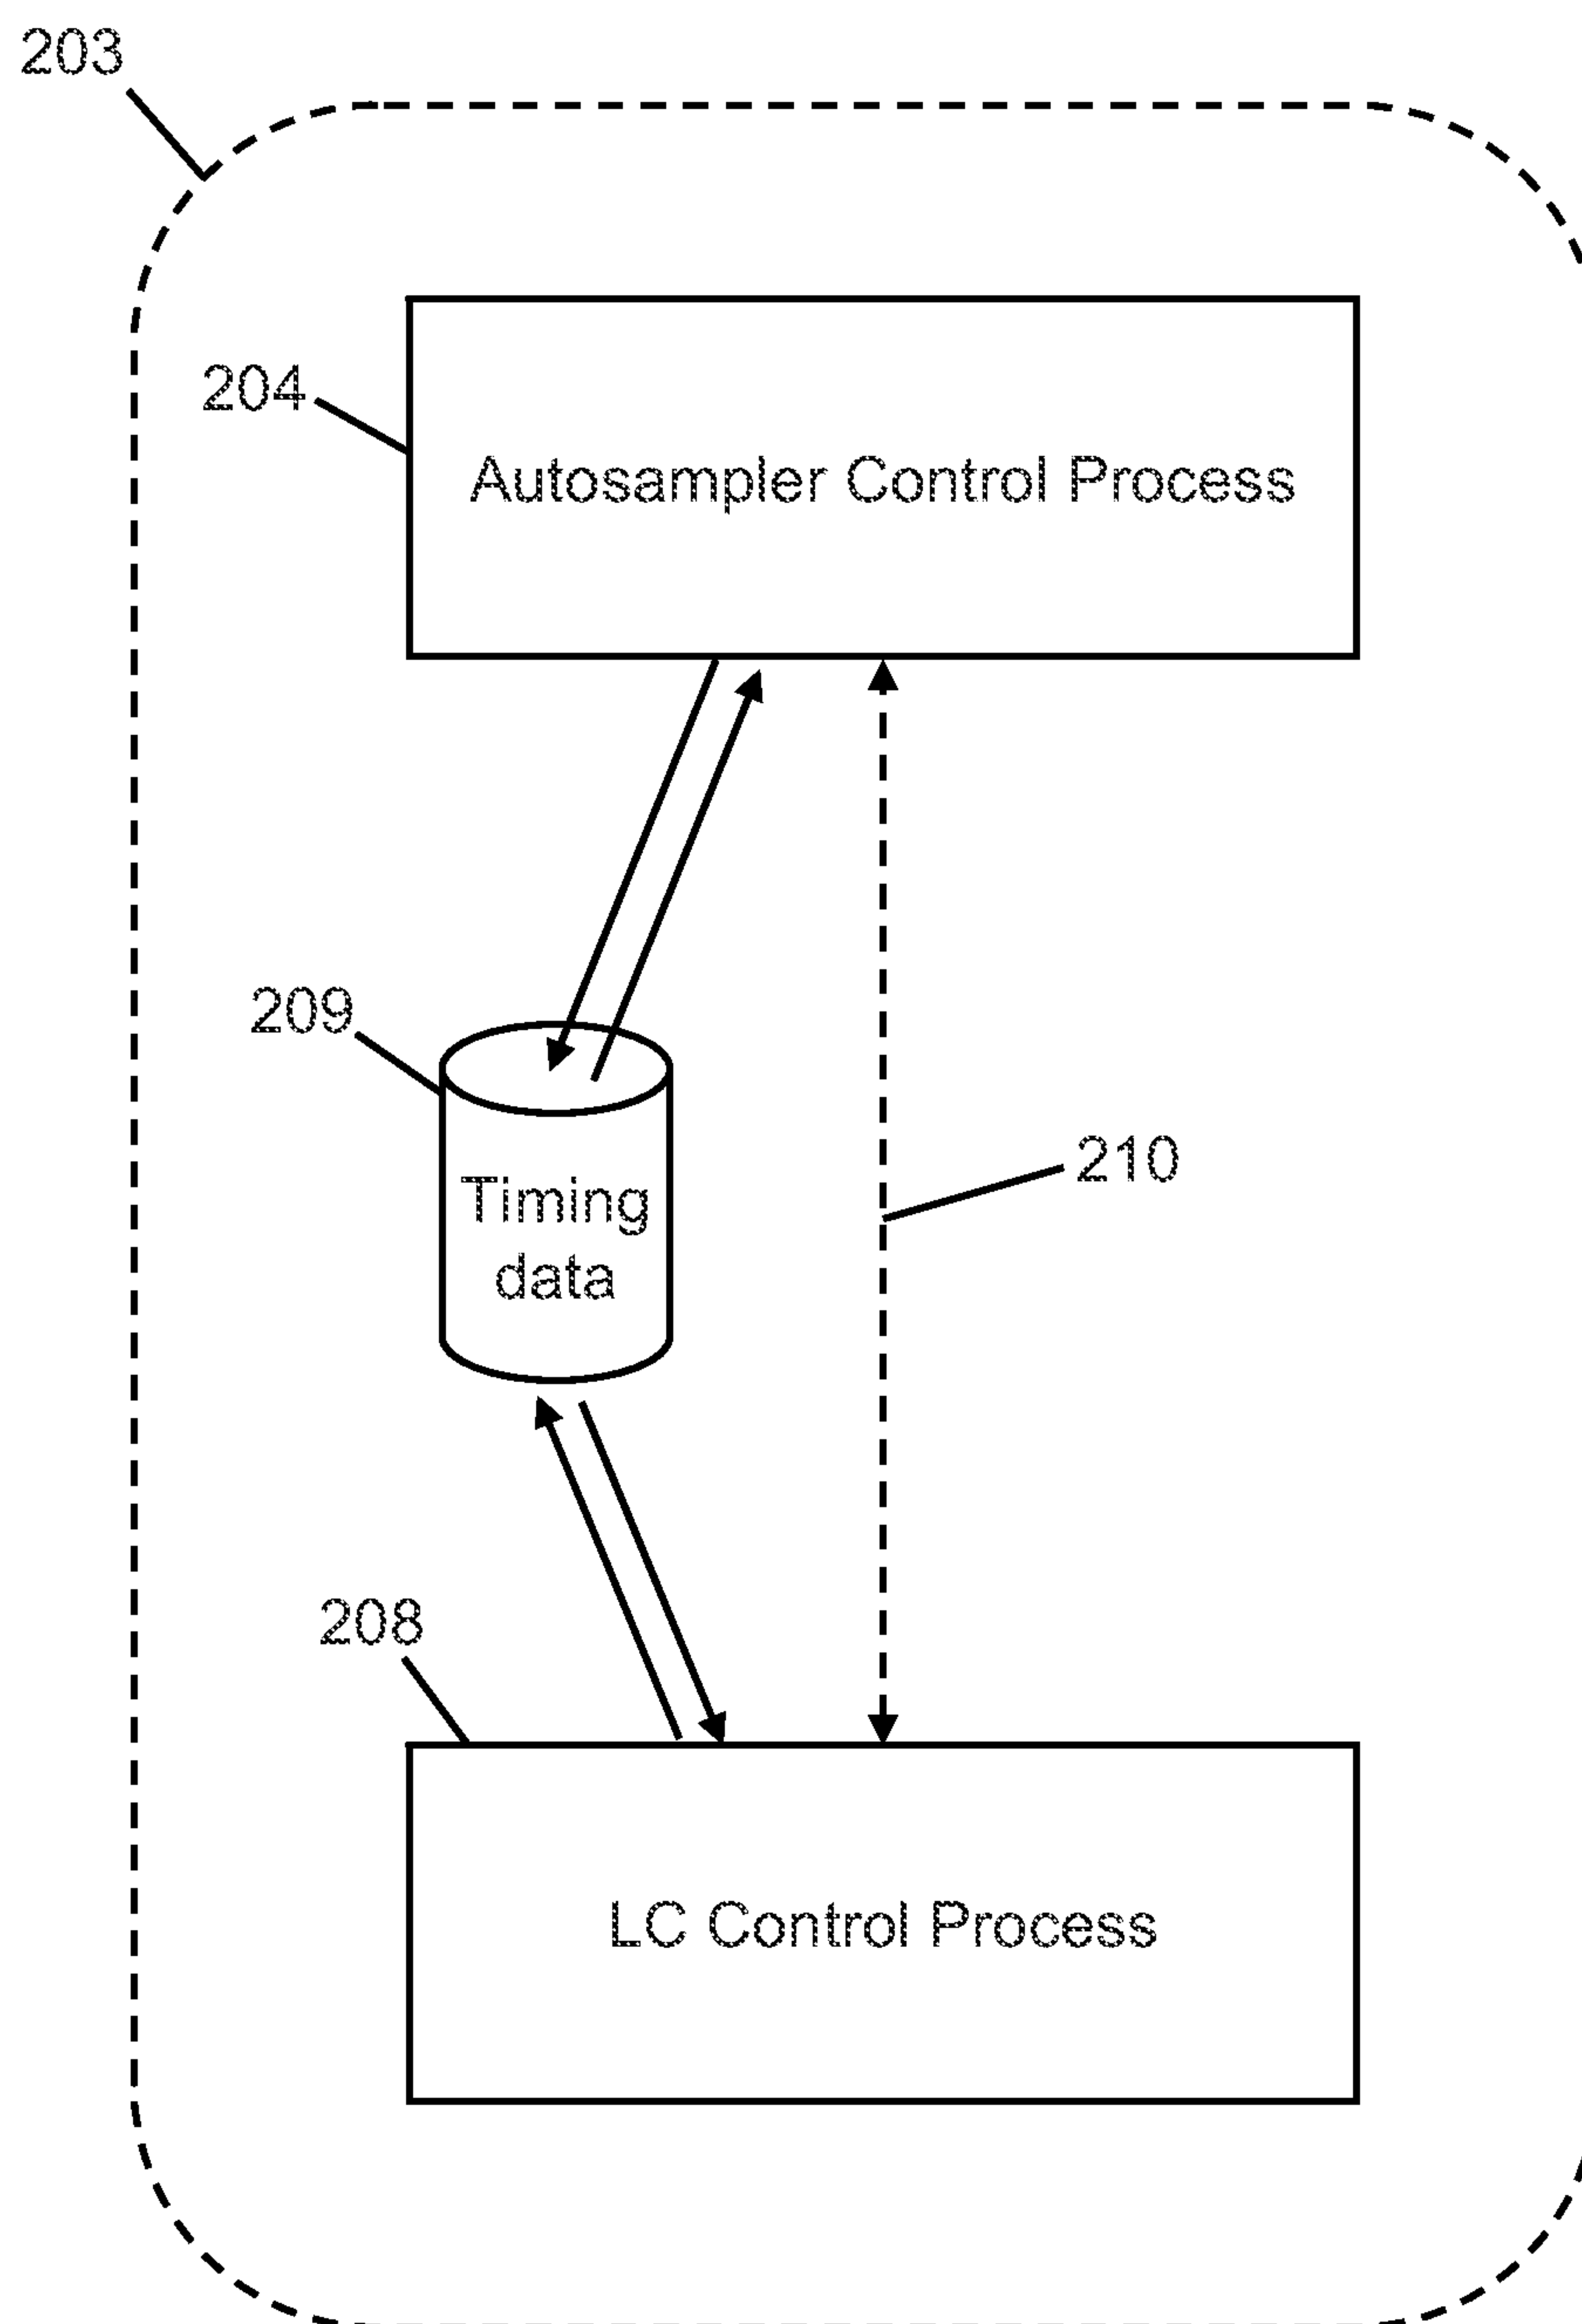 203
204
Autosampler Control Process
209
Timing
data
210
208
LC Control Process